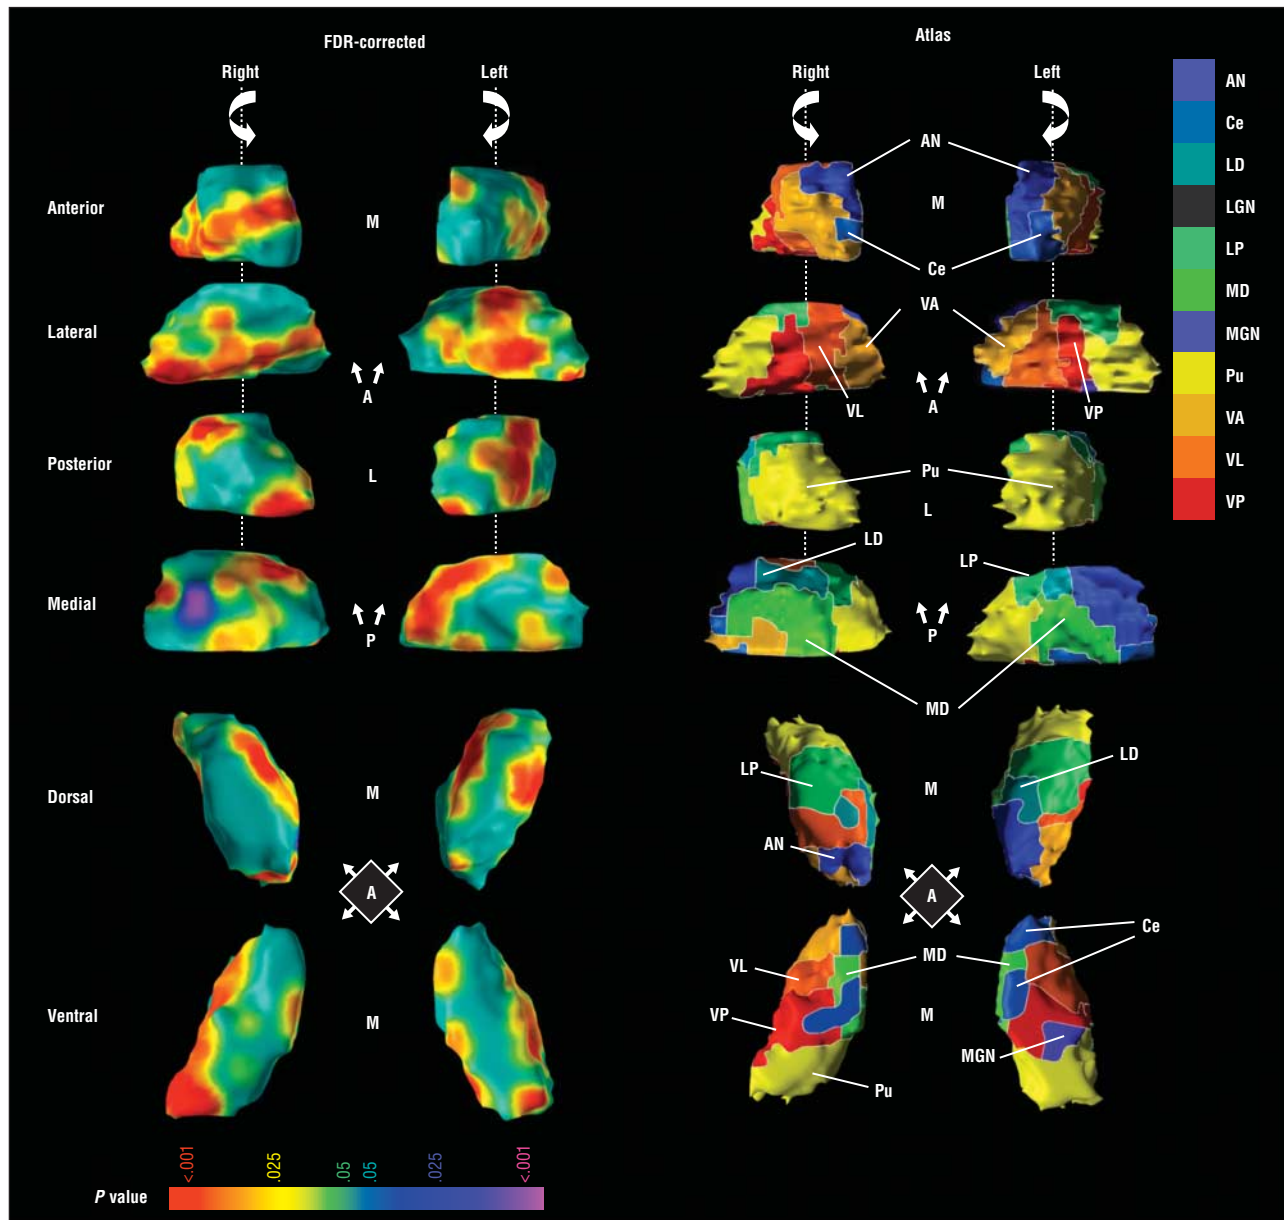 FDR-corrected
Atlas
Right
Left
Right
Left
AN
Ce
LD
LGN
LP
MD
MGN
Pu
VA
VL
VP
Anterior
M
AN
M
Ce
Lateral
A
VA
VL
A
VP
Posterior
L
Pu
L
Medial
P
LD
LP
P
MD
Dorsal
M
LP
M
LD
AN
A
A
Ventral
M
VL
MD
Ce
VP
M
MGN
Pu
P value
<.001
.025
.05
.05
.025
<.001